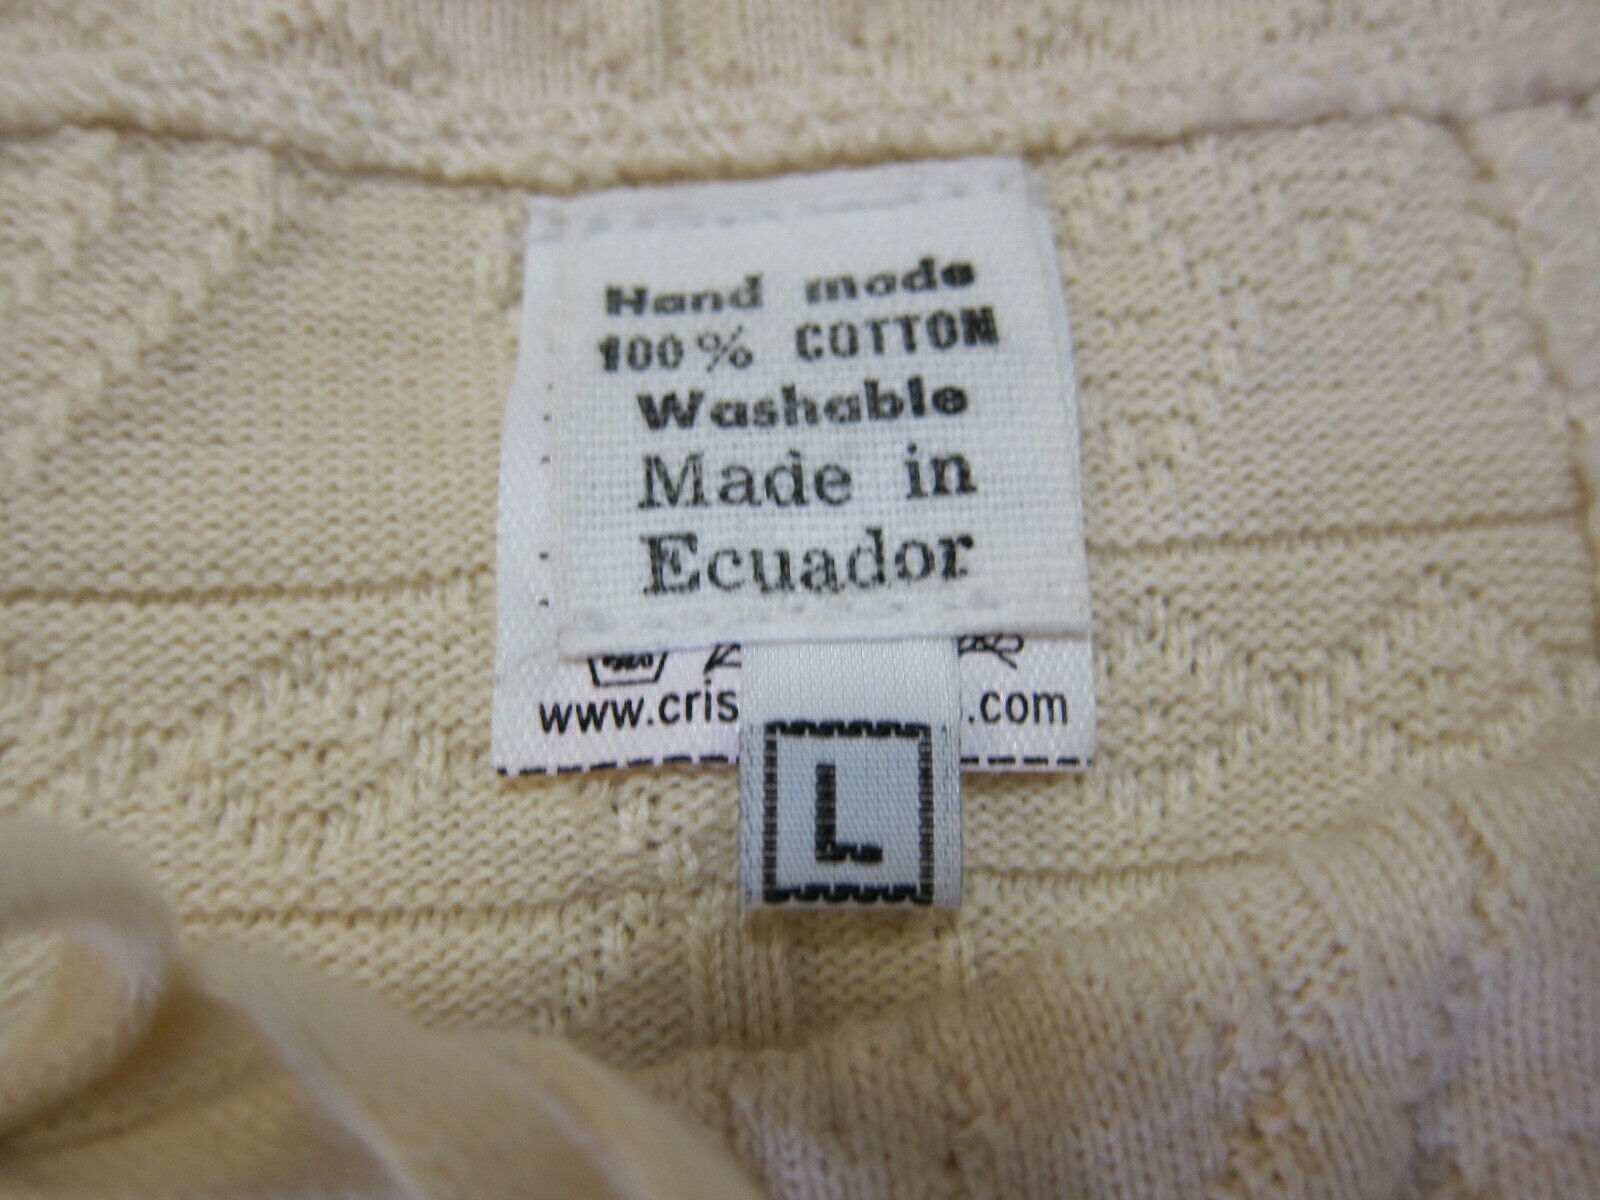 Hand made
100% COTTON
Washable
Made in
Ecuador
www.cris .com
L